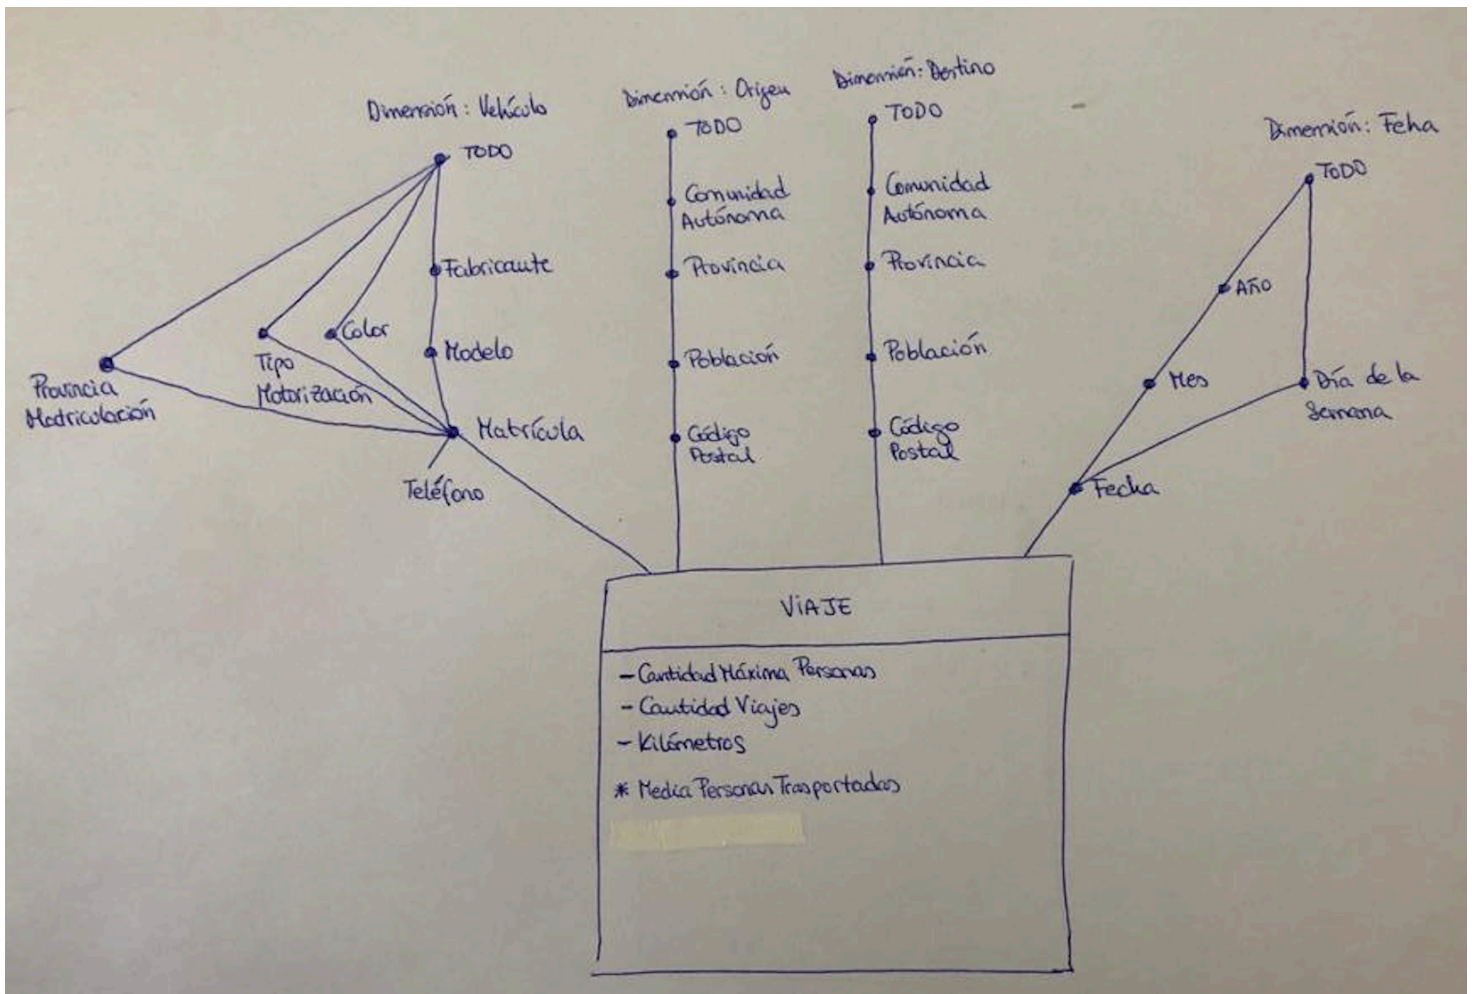 Dimensión: Vehículo
TODO
Fabricante
Color
Modelo
Tipo
Motorización
Provincia
Matriculación
Matrícula
Teléfono
Dimensión: Origen
TODO
Comunidad
Autónoma
Provincia
Población
Código
Postal
Dimensión: Destino
TODO
Comunidad
Autónoma
Provincia
Población
Código
Postal
Dimensión: Feha
TODO
Año
Mes
Día de la
Semana
Fecha
VIAJE
- Cantidad Máxima Personas
- Cantidad Viajes
- Kilómetros
* Media Personas Trasportadas